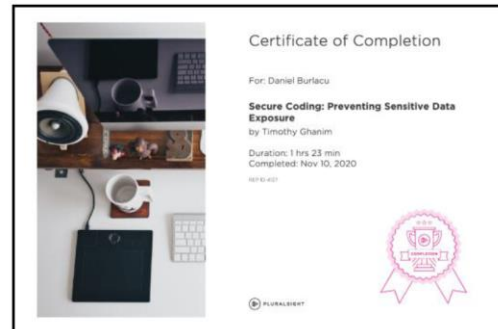 Certificate of Completion
For: Daniel Burlacu
Secure Coding: Preventing Sensitive Data
Exposure
by Timothy Ghanim
Duration: 1 hrs 23 min
Completed: Nov 10, 2020
COMPLETION
PLURALSIGHT